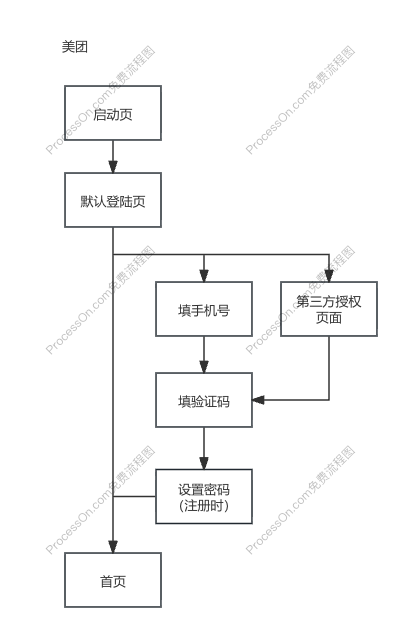 美团
ProcessOn.com免费流程图
ProcessOn.com免费流程图
启动页
默认登陆页
ProcessOn.com免费流程图
ProcessOn.com免费流程图
填手机号
第三方授权
页面
填验证码
设置密码
（注册时）
ProcessOn.com免费流程图
ProcessOn.com免费流程图
首页